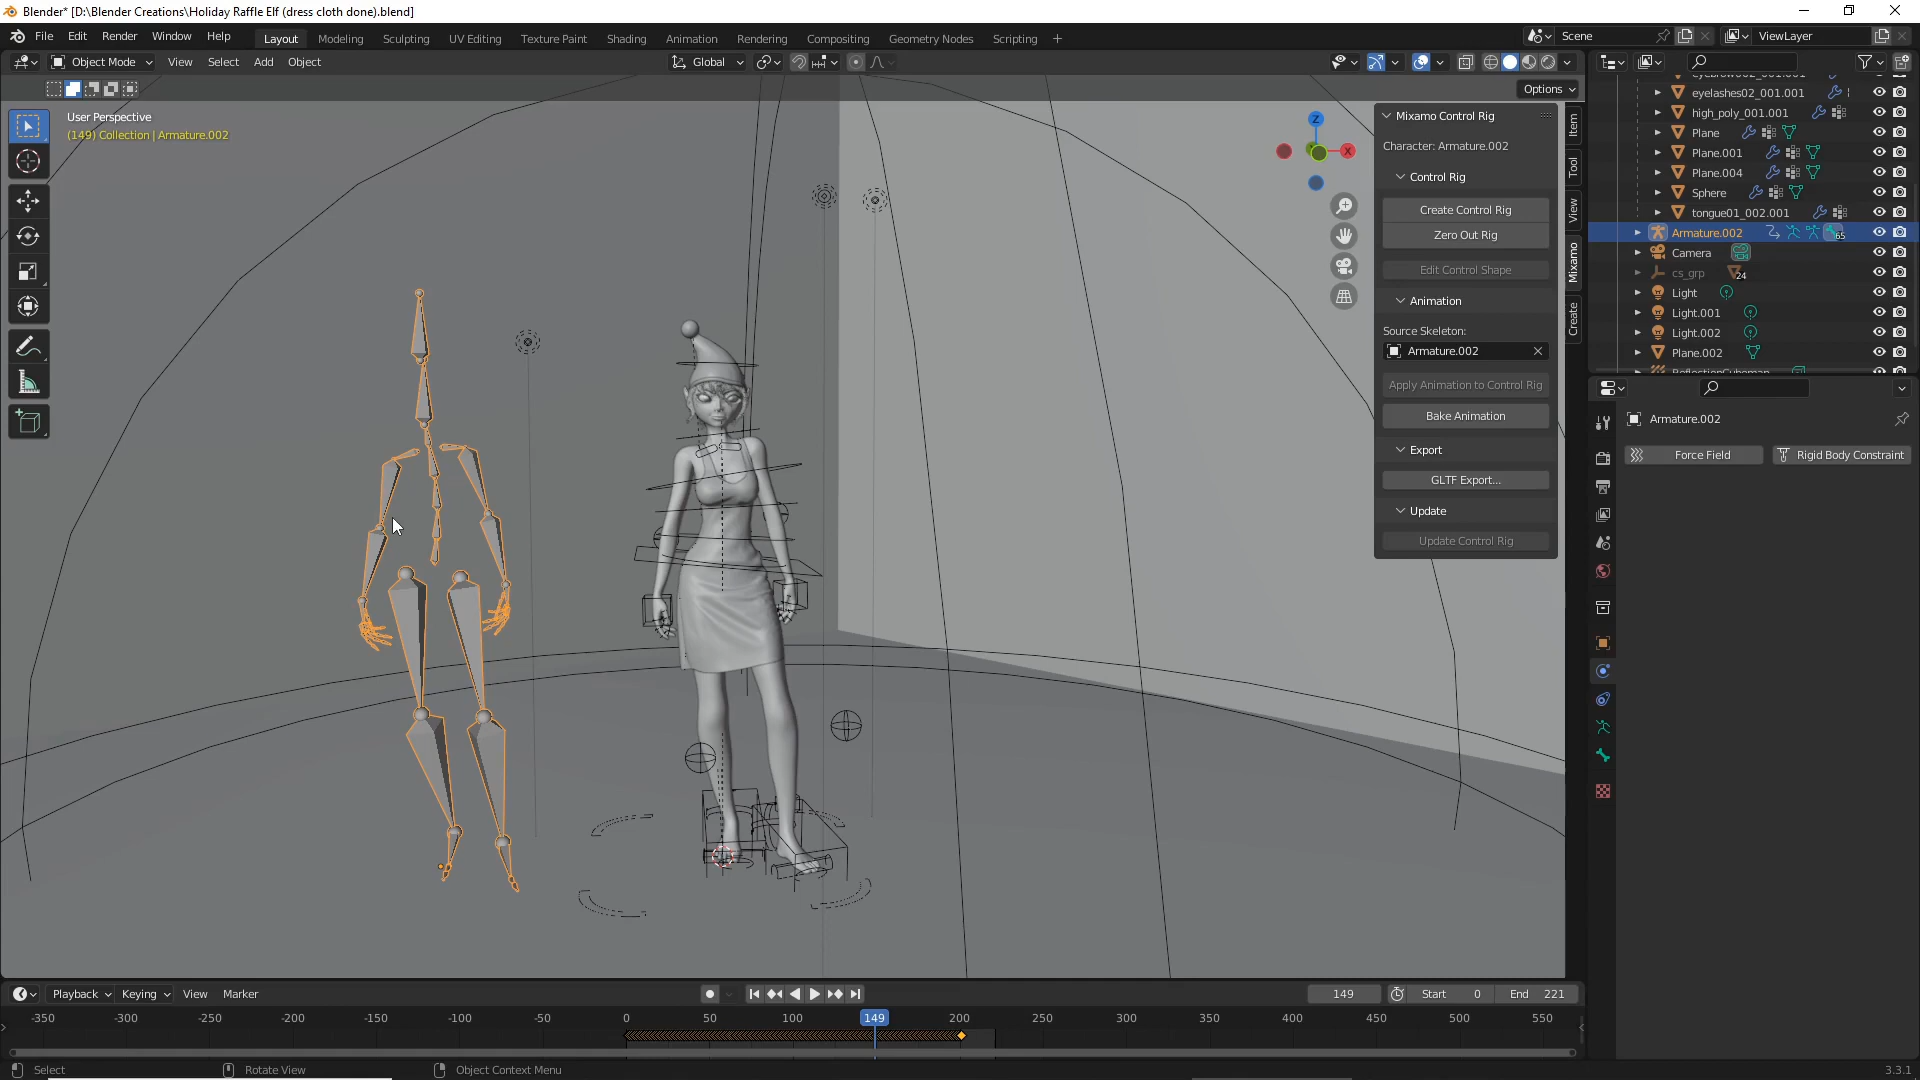 Blender* [D:\Blender Creations\Holiday Raffle Elf (dress cloth done).blend]
File Edit Render Window Help
Layout Modeling Sculpting UV Editing Texture Paint Shading Animation Rendering Compositing Geometry Nodes Scripting +
Scene
ViewLayer
Object Mode View Select Add Object
Global
Options
User Perspective
(149) Collection | Armature.002
Z
X
Mixamo Control Rig
Character: Armature.002
Control Rig
Create Control Rig
Zero Out Rig
Edit Control Shape
Animation
Source Skeleton:
Armature.002
Apply Animation to Control Rig
Bake Animation
Export
GLTF Export...
Update
Update Control Rig
Item
Tool
View
Mixamo
Create
eyebrow002_001.001
eyelashes02_001.001
high_poly_001.001
Plane
Plane.001
Plane.004
Sphere
tongue01_002.001
Armature.002
65
Camera
cs_grp
24
Light
Light.001
Light.002
Plane.002
ReflectionCubemap
Armature.002
Force Field
Rigid Body Constraint
Playback Keying View Marker
149
Start 0
End 221
-350 -300 -250 -200 -150 -100 -50 0 50 100 149 200 250 300 350 400 450 500 550
Select
Rotate View
Object Context Menu
3.3.1